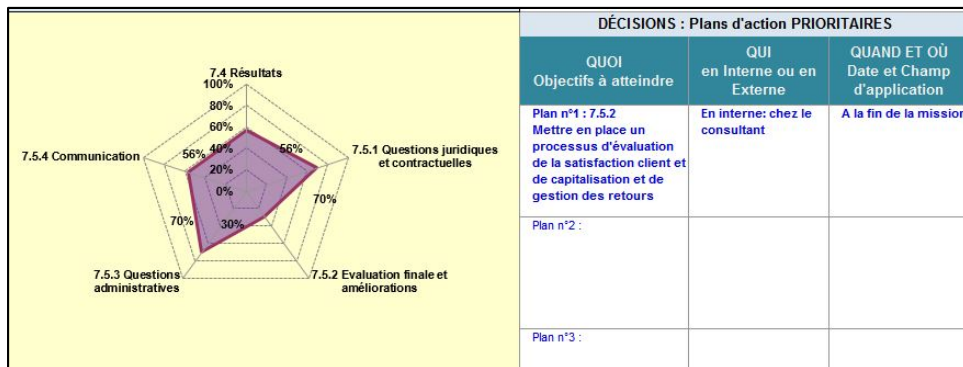 7.4 Résultats
100%
80%
60%
40%
20%
0%
56%
70%
30%
70%
56%
7.5.1 Questions juridiques
et contractuelles
7.5.2 Evaluation finale et
améliorations
7.5.3 Questions
administratives
7.5.4 Communication
DÉCISIONS : Plans d'action PRIORITAIRES
QUOI
Objectifs à atteindre
QUI
en Interne ou en
Externe
QUAND ET OÙ
Date et Champ
d'application
Plan n°1 : 7.5.2
Mettre en place un
processus d'évaluation
de la satisfaction client et
de capitalisation et de
gestion des retours
En interne: chez le
consultant
A la fin de la mission
Plan n°2 :
Plan n°3 :